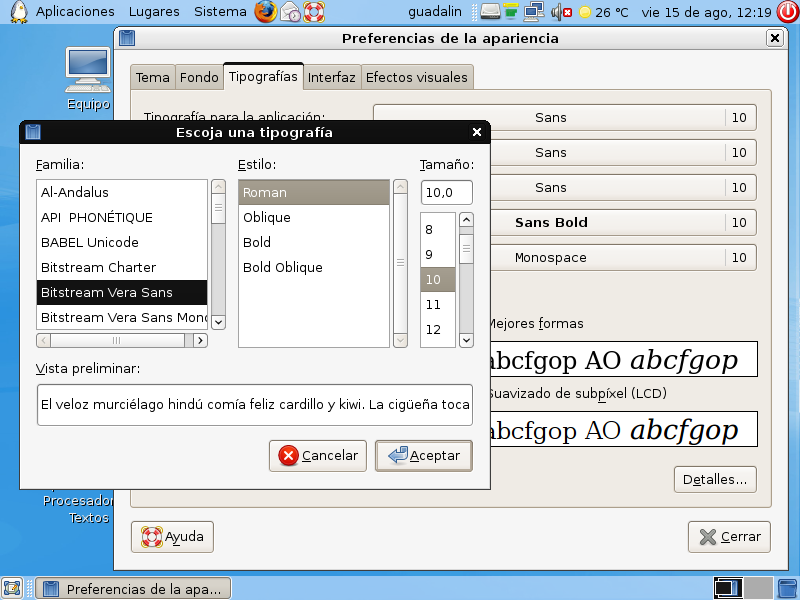 Aplicaciones Lugares Sistema guadalin 26 °C vie 15 de ago, 12:19
Preferencias de la apariencia
Equipo
Tema Fondo Tipografías Interfaz Efectos visuales
Tipografía para la aplicación:
Sans 10
Sans 10
Sans 10
Sans Bold 10
Monospace 10
Mejores formas
abcfgop AO abcfgop
Suavizado de subpíxel (LCD)
abcfgop AO abcfgop
Detalles...
Ayuda
Cerrar
Escoja una tipografía
Familia: Estilo: Tamaño:
Al-Andalus
API PHONÉTIQUE
BABEL Unicode
Bitstream Charter
Bitstream Vera Sans
Bitstream Vera Sans Mono
Roman
Oblique
Bold
Bold Oblique
10,0
8
9
10
11
12
Vista preliminar:
El veloz murciélago hindú comía feliz cardillo y kiwi. La cigüeña toca
Cancelar
Aceptar
Procesador
Textos
Preferencias de la apa...